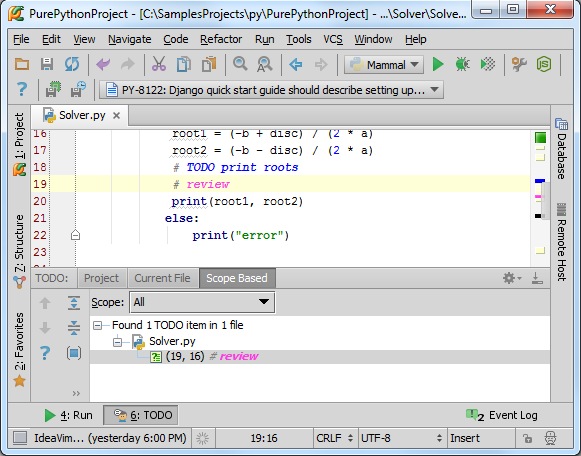 PurePythonProject - [C:\SamplesProjects\py\PurePythonProject] - ...\Solver\Solve...
File Edit View Navigate Code Refactor Run Tools VCS Window Help
Mammal
PY-8122: Django quick start guide should describe setting up...
Solver.py
1: Project
7: Structure
2: Favorites
Database
Remote Host
16 root1 = (-b + disc) / (2 * a)
17 root2 = (-b - disc) / (2 * a)
18 # TODO print roots
19 # review
20 print(root1, root2)
21 else:
22 print("error")
23
TODO: Project Current File Scope Based
Scope: All
Found 1 TODO item in 1 file
Solver.py
(19, 16) # review
4: Run 6: TODO 2 Event Log
IdeaVim... (yesterday 6:00 PM) 19:16 CRLF UTF-8 Insert